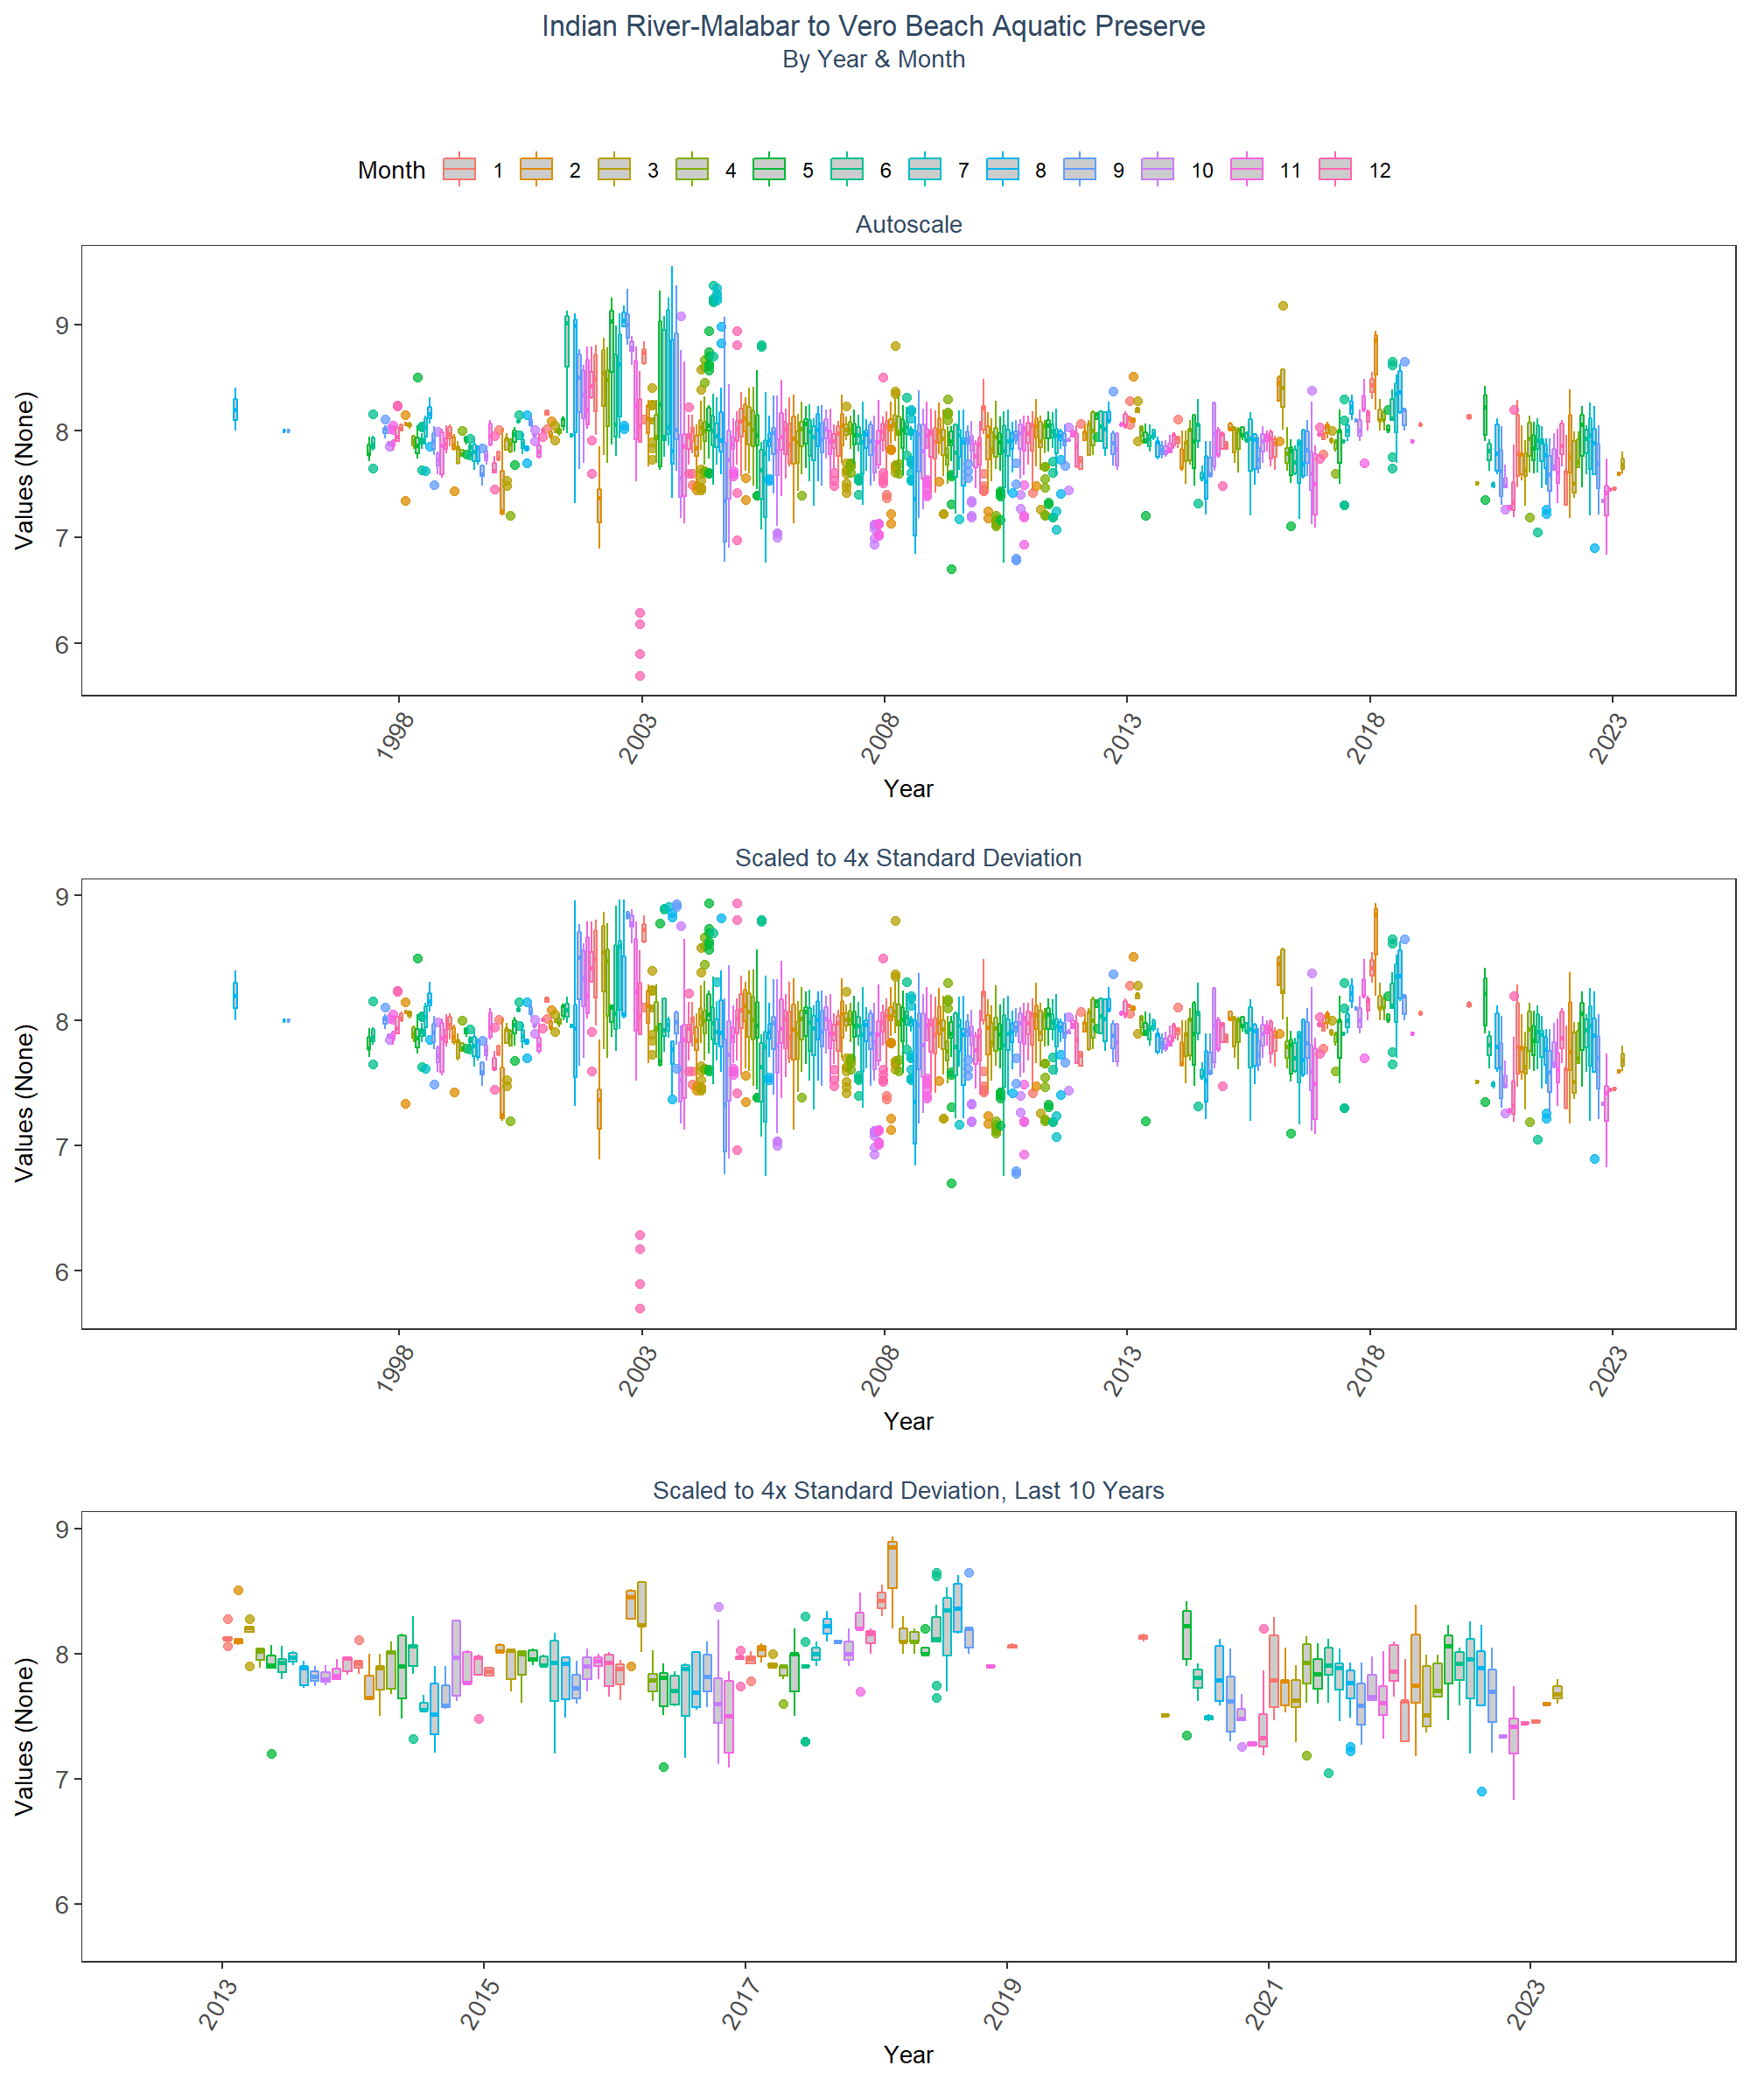 Indian River-Malabar to Vero Beach Aquatic Preserve
By Year & Month
Month 1 2 3 4 5 6 7 8 9 10 11 12
Autoscale
Values (None)
9
8
7
6
1998 2003 2008 2013 2018 2023
Year
Scaled to 4x Standard Deviation
Values (None)
9
8
7
6
1998 2003 2008 2013 2018 2023
Year
Scaled to 4x Standard Deviation, Last 10 Years
Values (None)
9
8
7
6
2013 2015 2017 2019 2021 2023
Year